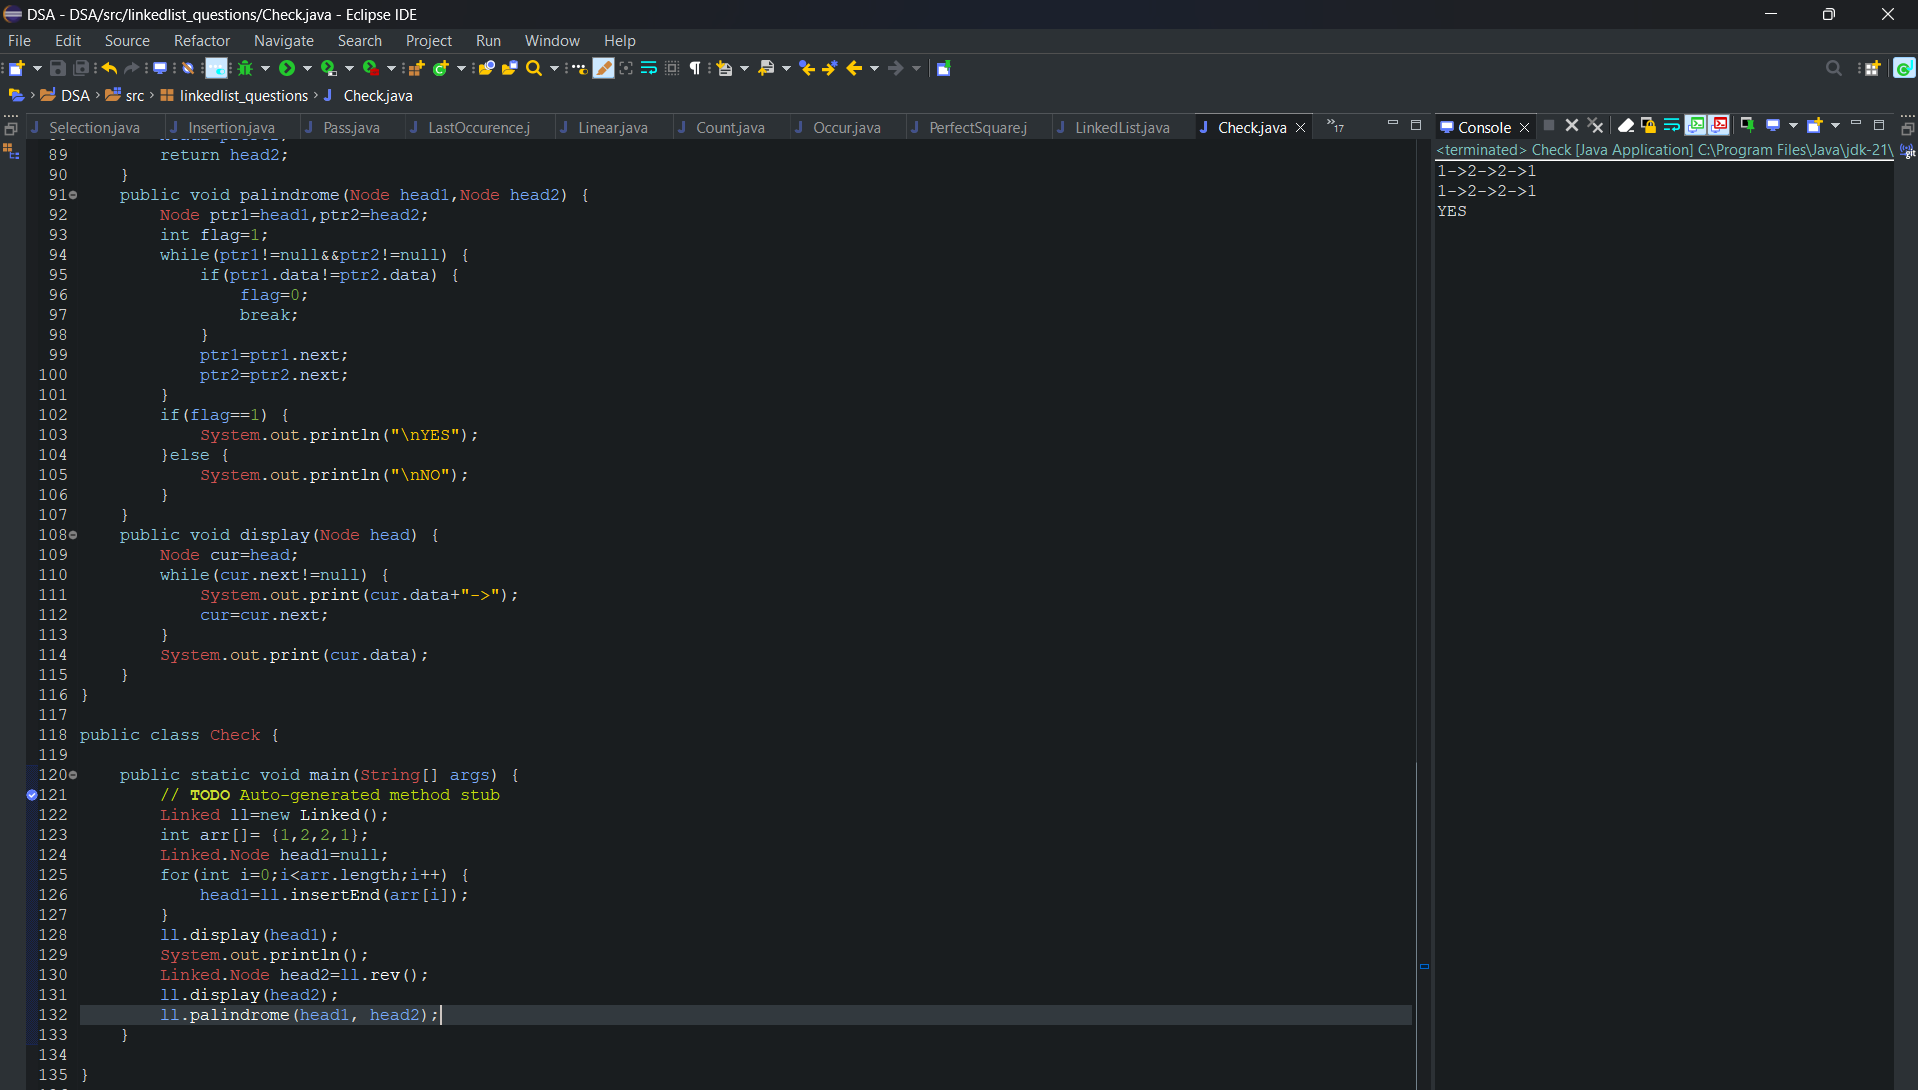 DSA - DSA/src/linkedlist_questions/Check.java - Eclipse IDE
File Edit Source Refactor Navigate Search Project Run Window Help
DSA src linkedlist_questions Check.java
Selection.java Insertion.java Pass.java LastOccurence.j Linear.java Count.java Occur.java PerfectSquare.j LinkedList.java Check.java 17
89 return head2;
90 }
91 public void palindrome(Node head1,Node head2) {
92 Node ptr1=head1,ptr2=head2;
93 int flag=1;
94 while(ptr1!=null&&ptr2!=null) {
95 if(ptr1.data!=ptr2.data) {
96 flag=0;
97 break;
98 }
99 ptr1=ptr1.next;
100 ptr2=ptr2.next;
101 }
102 if(flag==1) {
103 System.out.println("\nYES");
104 }else {
105 System.out.println("\nNO");
106 }
107 }
108 public void display(Node head) {
109 Node cur=head;
110 while(cur.next!=null) {
111 System.out.print(cur.data+"->");
112 cur=cur.next;
113 }
114 System.out.print(cur.data);
115 }
116 }
117
118 public class Check {
119
120 public static void main(String[] args) {
121 // TODO Auto-generated method stub
122 Linked ll=new Linked();
123 int arr[]= {1,2,2,1};
124 Linked.Node head1=null;
125 for(int i=0;i<arr.length;i++) {
126 head1=ll.insertEnd(arr[i]);
127 }
128 ll.display(head1);
129 System.out.println();
130 Linked.Node head2=ll.rev();
131 ll.display(head2);
132 ll.palindrome(head1, head2);
133 }
134
135 }
Console
<terminated> Check [Java Application] C:\Program Files\Java\jdk-21\
1->2->2->1
1->2->2->1
YES
git